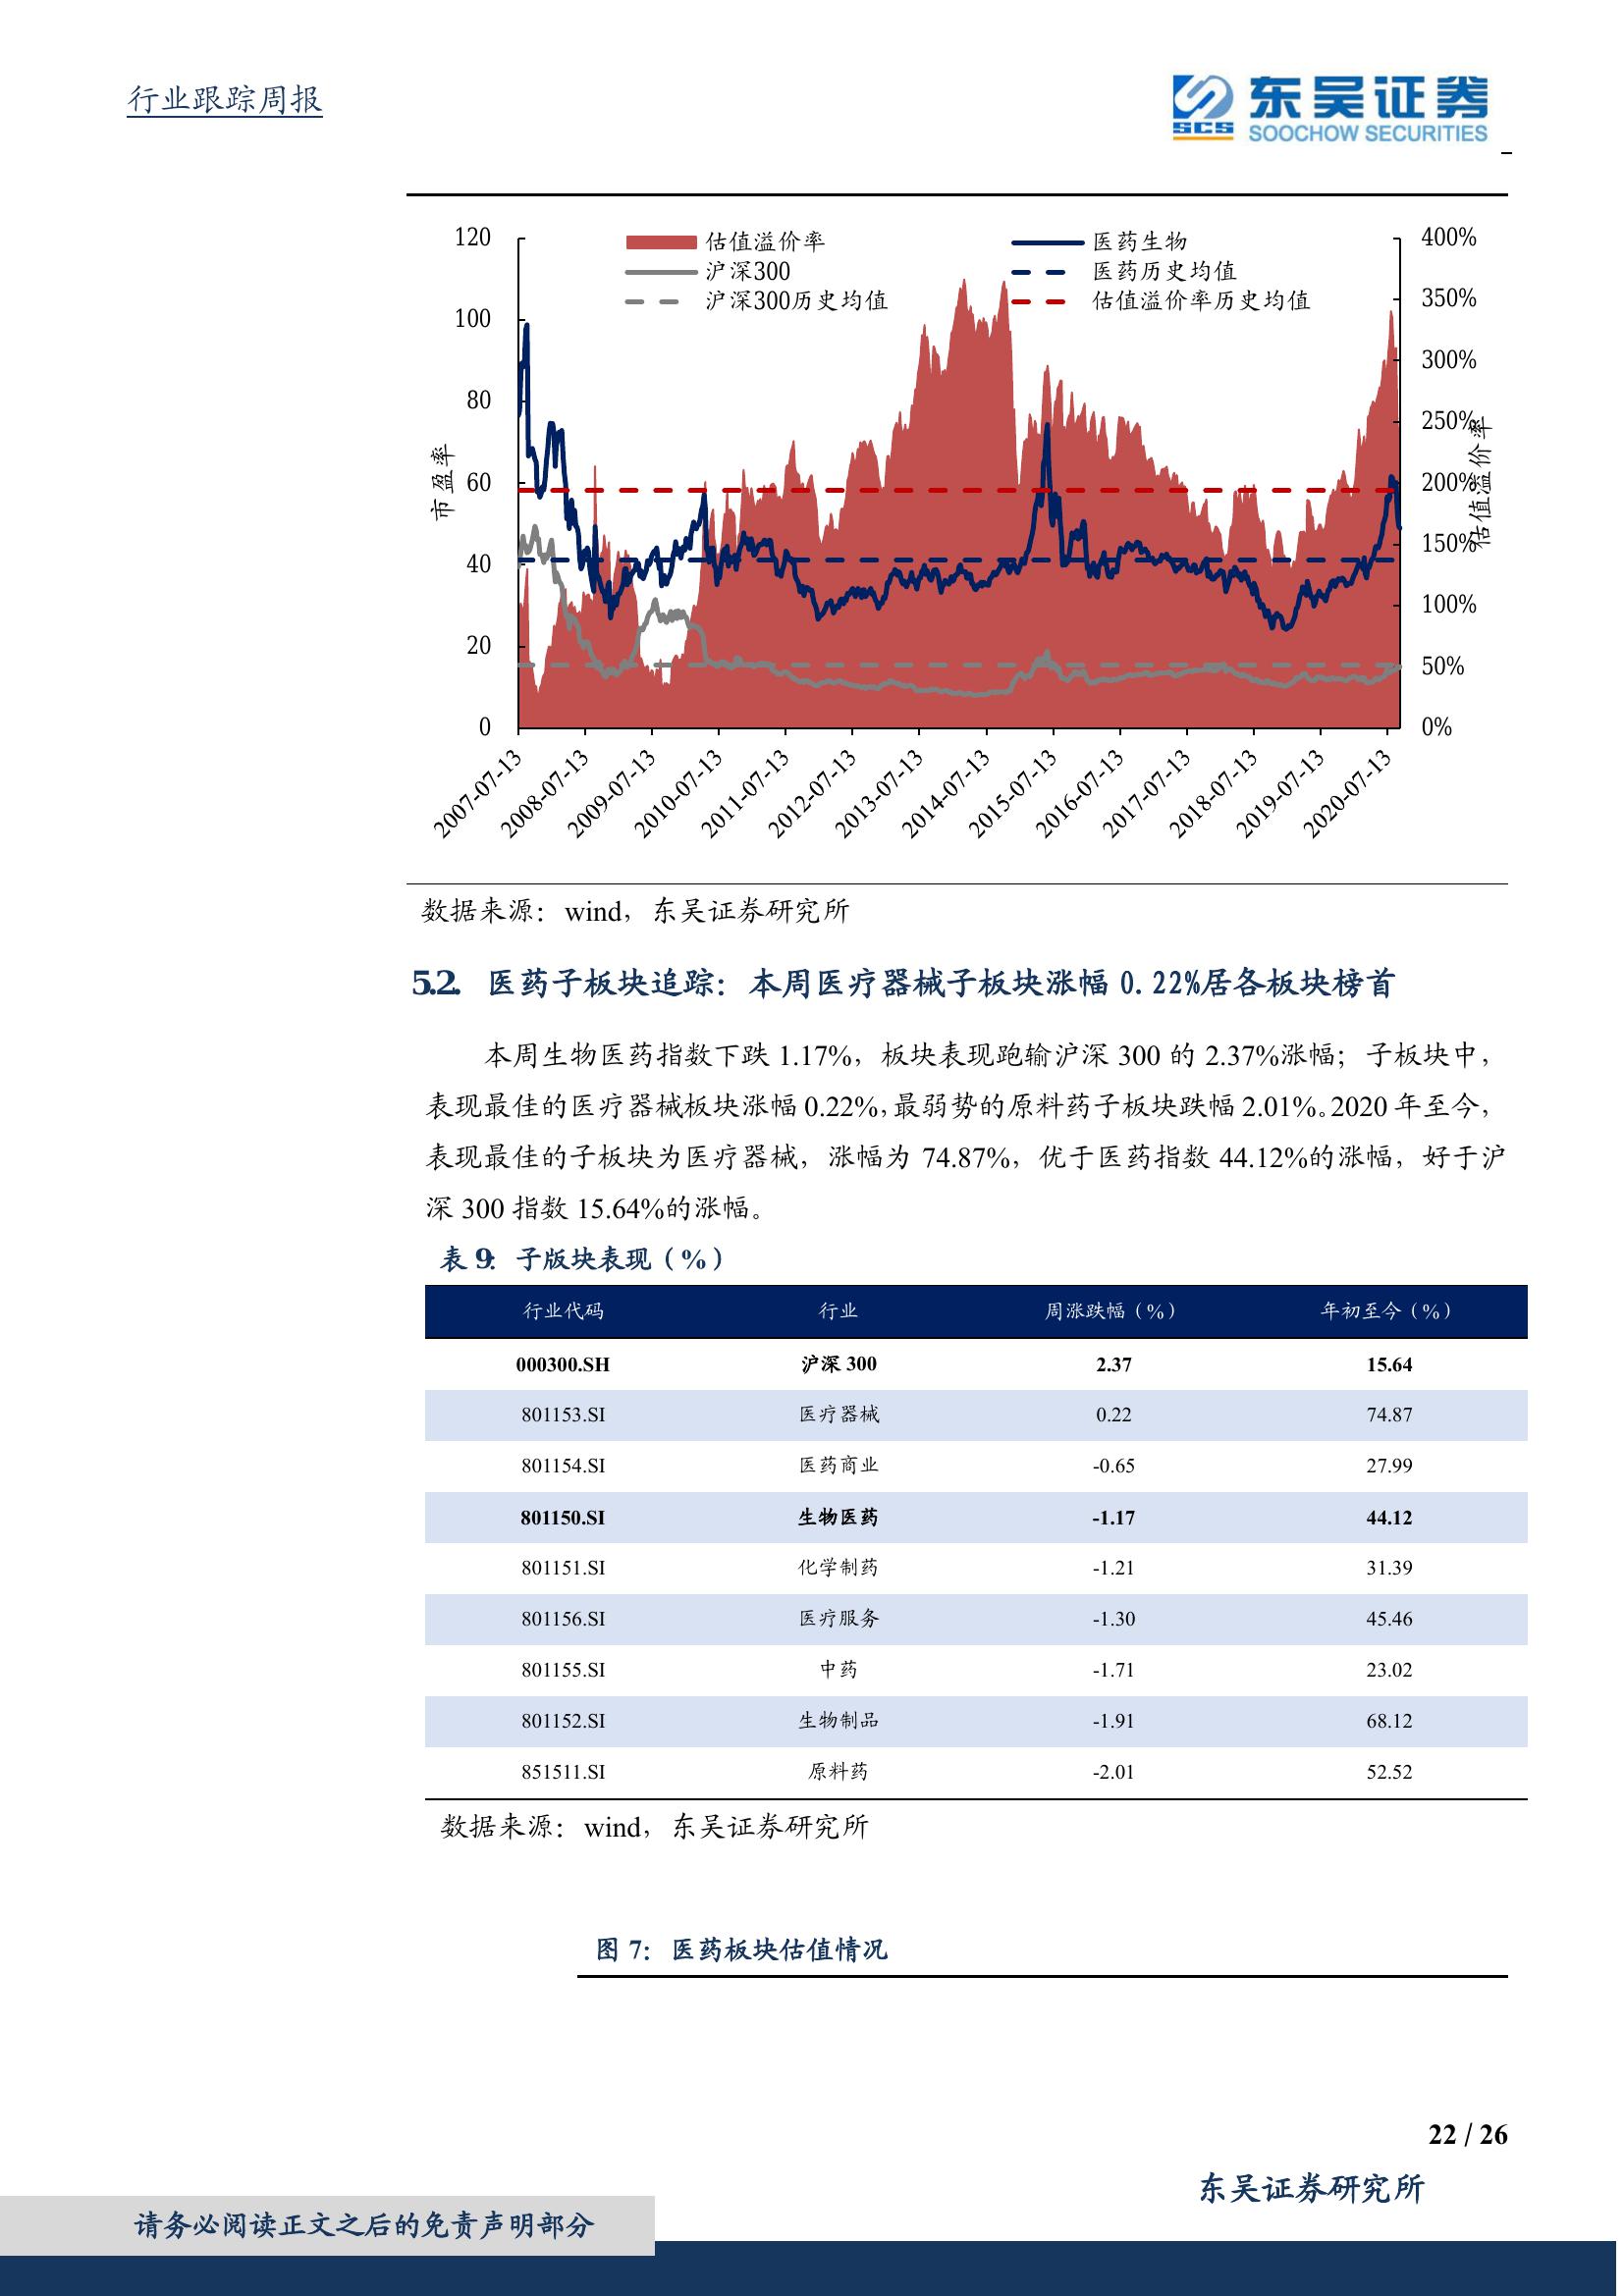 行业跟踪周报
东吴证券
SCS
SOOCHOW SECURITIES
估值溢价率
医药生物
沪深300
医药历史均值
沪深300历史均值
估值溢价率历史均值
市盈率
120
100
80
60
40
20
0
400%
350%
300%
250%
200%
150%
100%
50%
0%
估值溢价率
2007-07-13
2008-07-13
2009-07-13
2010-07-13
2011-07-13
2012-07-13
2013-07-13
2014-07-13
2015-07-13
2016-07-13
2017-07-13
2018-07-13
2019-07-13
2020-07-13
数据来源：wind，东吴证券研究所
5.2. 医药子板块追踪：本周医疗器械子板块涨幅 0.22%居各板块榜首
本周生物医药指数下跌 1.17%，板块表现跑输沪深 300 的 2.37%涨幅；子板块中，
表现最佳的医疗器械板块涨幅 0.22%，最弱势的原料药子板块跌幅 2.01%。2020 年至今，
表现最佳的子板块为医疗器械，涨幅为 74.87%，优于医药指数 44.12%的涨幅，好于沪
深 300 指数 15.64%的涨幅。
表 9：子版块表现（%）
行业代码 行业 周涨跌幅（%） 年初至今（%）
000300.SH 沪深 300 2.37 15.64
801153.SI 医疗器械 0.22 74.87
801154.SI 医药商业 -0.65 27.99
801150.SI 生物医药 -1.17 44.12
801151.SI 化学制药 -1.21 31.39
801156.SI 医疗服务 -1.30 45.46
801155.SI 中药 -1.71 23.02
801152.SI 生物制品 -1.91 68.12
851511.SI 原料药 -2.01 52.52
数据来源：wind，东吴证券研究所
图 7：医药板块估值情况
22 / 26
东吴证券研究所
请务必阅读正文之后的免责声明部分